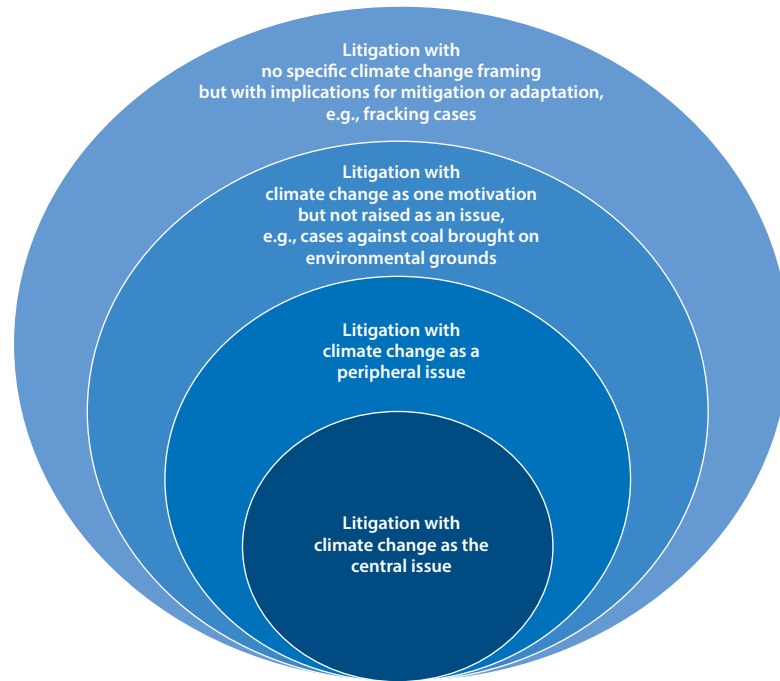 Litigation with
no specific climate change framing
but with implications for mitigation or adaptation,
e.g., fracking cases
Litigation with
climate change as one motivation
but not raised as an issue,
e.g., cases against coal brought on
environmental grounds
Litigation with
climate change as a
peripheral issue
Litigation with
climate change as the
central issue